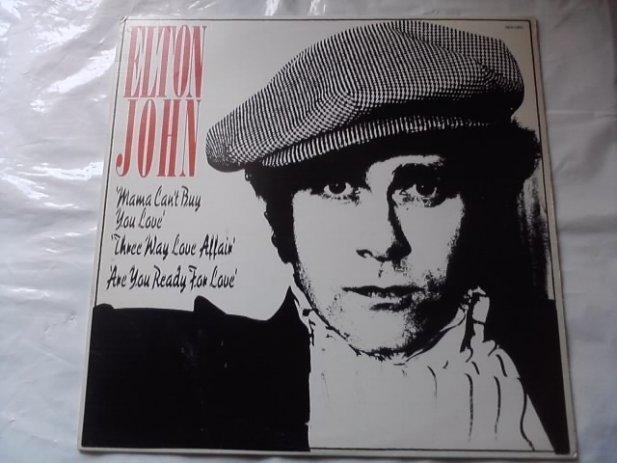 ELTON
JOHN
'Mama Can't Buy
You Love'
'Three Way Love Affair'
'Are You Ready For Love'